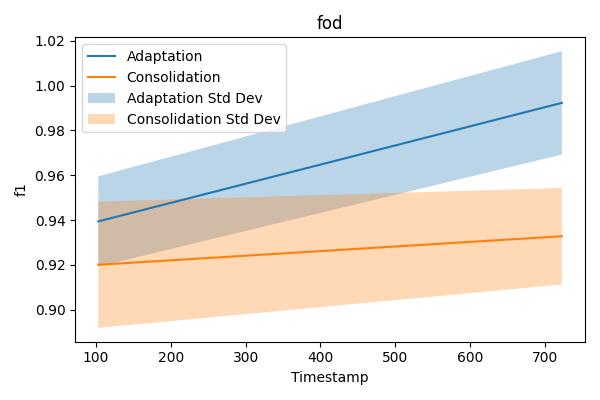 fod
1.02
1.00
0.98
0.96
0.94
0.92
0.90
f1
Adaptation
Consolidation
Adaptation Std Dev
Consolidation Std Dev
100 200 300 400 500 600 700
Timestamp